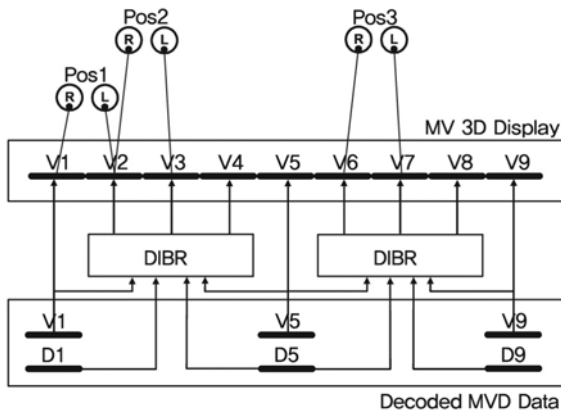 Pos2 Pos3
R L R L
Pos1
R L
MV 3D Display
V1 V2 V3 V4 V5 V6 V7 V8 V9
DIBR DIBR
V1 V5 V9
D1 D5 D9
Decoded MVD Data